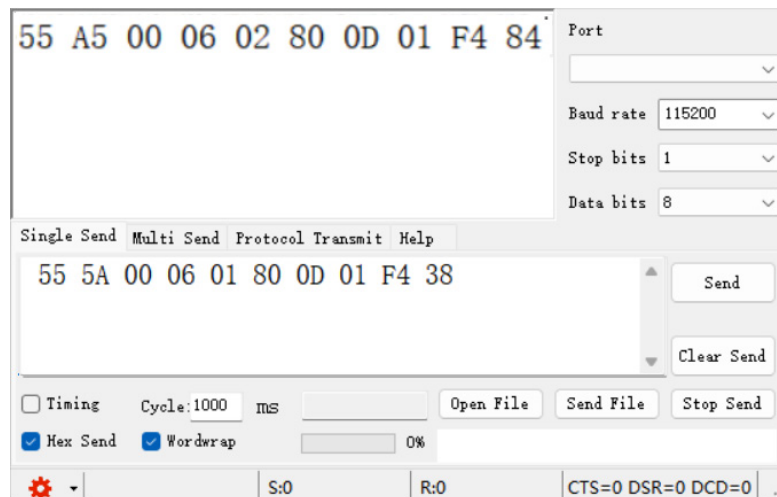 55 A5 00 06 02 80 0D 01 F4 84
Port
Baud rate 115200
Stop bits 1
Data bits 8
Single Send Multi Send Protocol Transmit Help
55 5A 00 06 01 80 0D 01 F4 38
Send
Clear Send
Timing Cycle:1000 ms Open File Send File Stop Send
Hex Send Wordwrap 0%
S:0 R:0 CTS=0 DSR=0 DCD=0